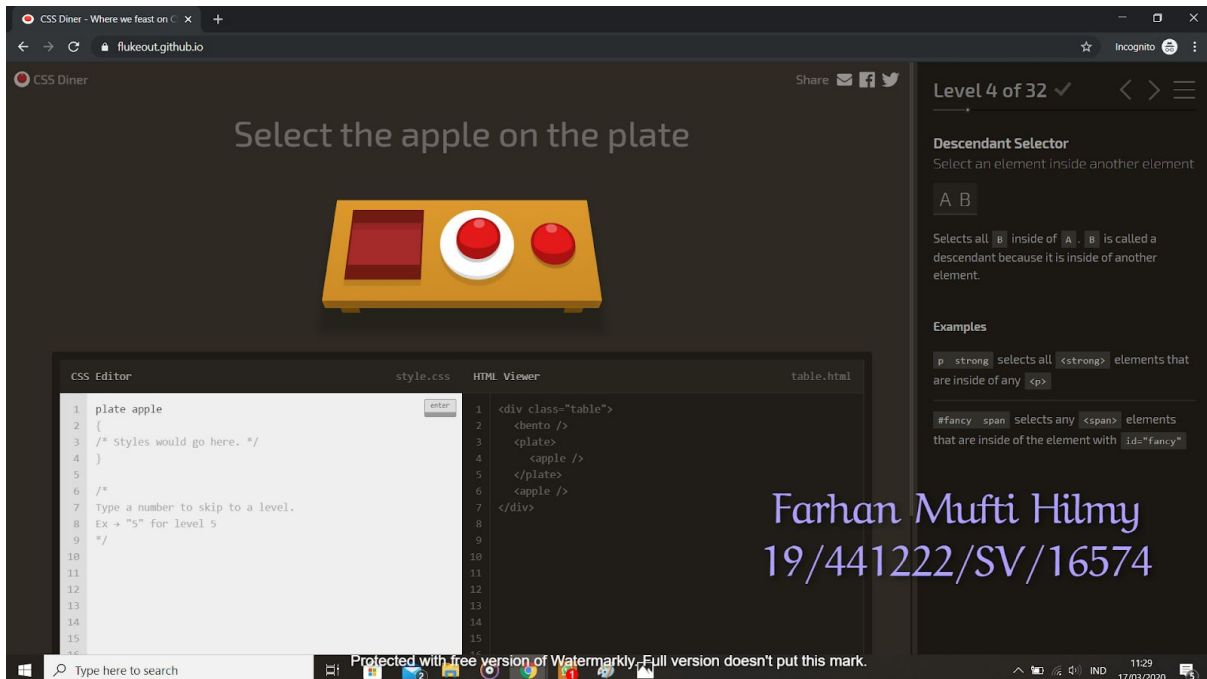 CSS Diner - Where we feast on C
flukeout.github.io
Incognito
CSS Diner
Share
Select the apple on the plate
CSS Editor style.css
1 plate apple
enter
2 {
3 /* Styles would go here. */
4 }
5
6 /*
7 Type a number to skip to a level.
8 Ex → "5" for level 5
9 */
10
11
12
13
14
15
HTML Viewer table.html
1 <div class="table">
2 <bento />
3 <plate>
4 <apple />
5 </plate>
6 <apple />
7 </div>
8
9
10
11
12
13
14
15
Level 4 of 32
Descendant Selector
Select an element inside another element
A B
Selects all B inside of A . B is called a
descendant because it is inside of another
element.
Examples
p strong selects all <strong> elements that
are inside of any <p>
#fancy span selects any <span> elements
that are inside of the element with id="fancy"
Farhan Mufti Hilmy
19/441222/SV/16574
Protected with free version of Watermarkly. Full version doesn't put this mark.
Type here to search
2
1
IND
11:29
17/03/2020
5